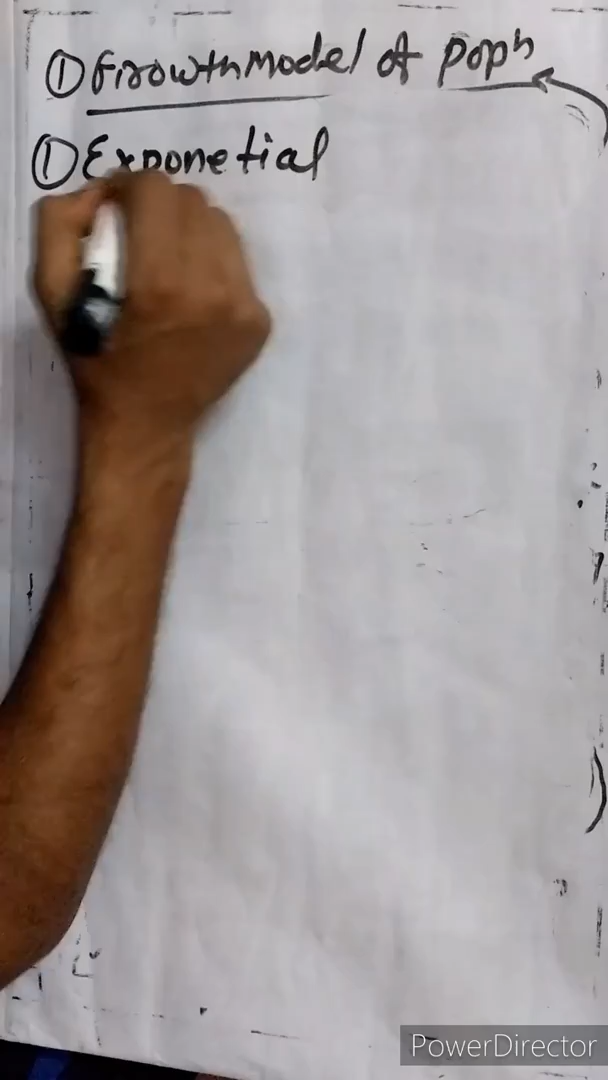 ① Growth Model of Popn
① Exponetial
PowerDirector